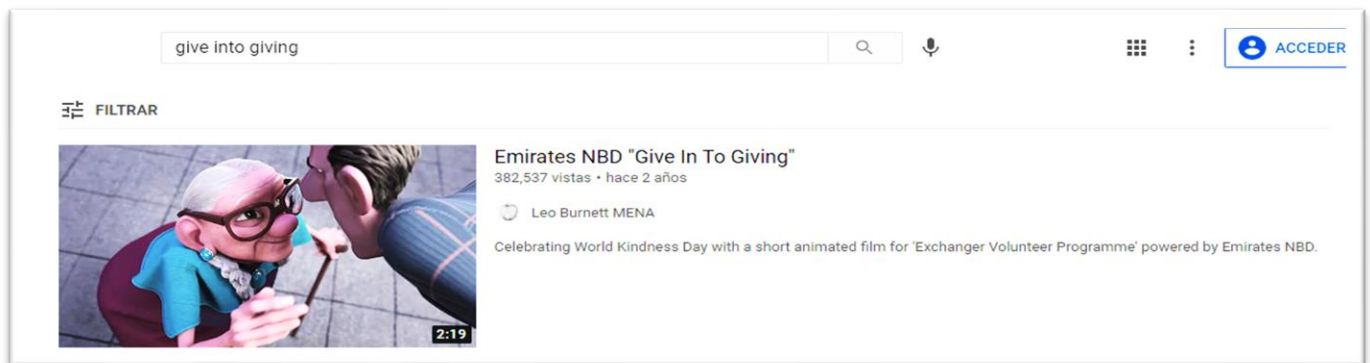 give into giving
ACCEDER
FILTRAR
Emirates NBD "Give In To Giving"
382,537 vistas • hace 2 años
Leo Burnett MENA
Celebrating World Kindness Day with a short animated film for 'Exchanger Volunteer Programme' powered by Emirates NBD.
2:19